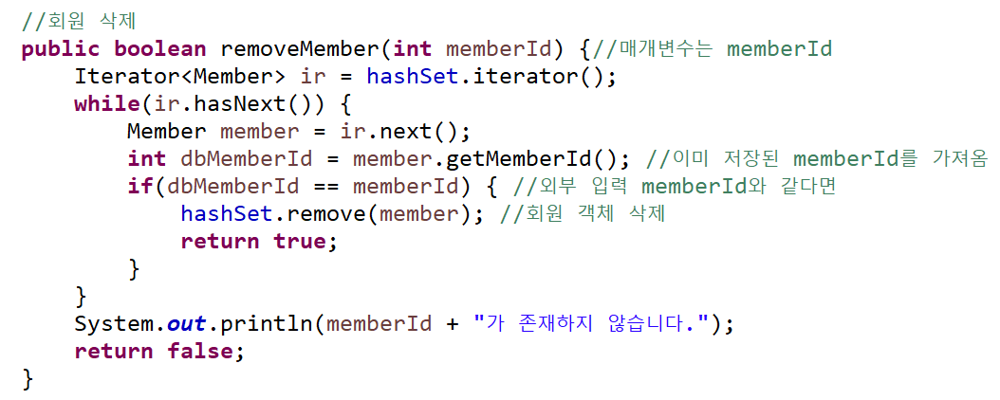 //회원 삭제
public boolean removeMember(int memberId) {//매개변수는 memberId
    Iterator<Member> ir = hashSet.iterator();
    while(ir.hasNext()) {
        Member member = ir.next();
        int dbMemberId = member.getMemberId(); //이미 저장된 memberId를 가져옴
        if(dbMemberId == memberId) { //외부 입력 memberId와 같다면
            hashSet.remove(member); //회원 객체 삭제
            return true;
        }
    }
    System.out.println(memberId + "가 존재하지 않습니다.");
    return false;
}